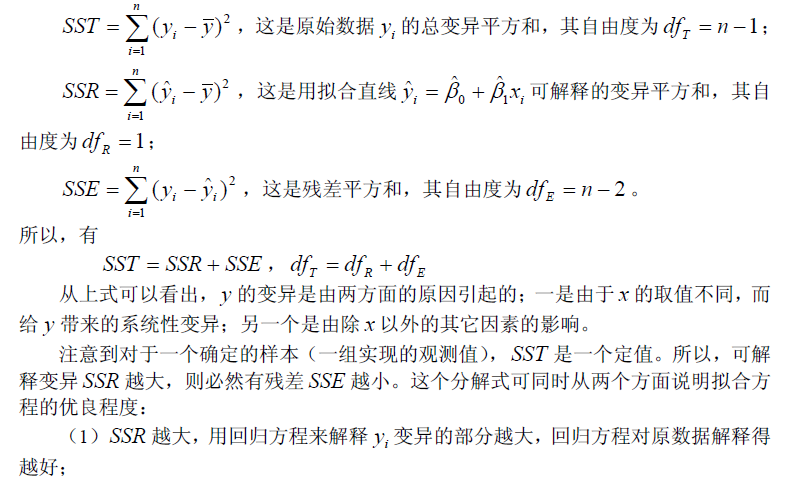 SST = \sum_{i=1}^{n} (y_i - \overline{y})^2 ，这是原始数据 y_i 的总变异平方和，其自由度为 df_T = n-1；
SSR = \sum_{i=1}^{n} (\hat{y}_i - \overline{y})^2 ，这是用拟合直线 \hat{y}_i = \hat{\beta}_0 + \hat{\beta}_1 x_i 可解释的变异平方和，其自
由度为 df_R = 1；
SSE = \sum_{i=1}^{n} (y_i - \hat{y}_i)^2 ，这是残差平方和，其自由度为 df_E = n-2 。
所以，有
SST = SSR + SSE ，df_T = df_R + df_E
从上式可以看出，y 的变异是由两方面的原因引起的；一是由于 x 的取值不同，而
给 y 带来的系统性变异；另一个是由除 x 以外的其它因素的影响。
注意到对于一个确定的样本（一组实现的观测值），SST 是一个定值。所以，可解
释变异 SSR 越大，则必然有残差 SSE 越小。这个分解式可同时从两个方面说明拟合方
程的优良程度：
（1）SSR 越大，用回归方程来解释 y_i 变异的部分越大，回归方程对原数据解释得
越好；